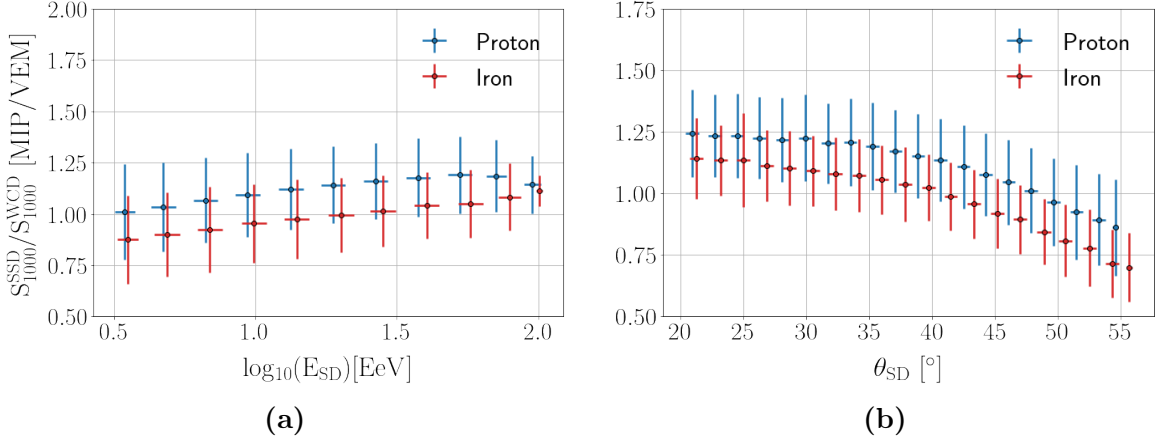 2.00
1.75
1.50
1.25
1.00
0.75
0.50
S^SSD_1000/S^WCD_1000 [MIP/VEM]
Proton
Iron
0.5
1.0
1.5
2.0
log₁₀(E_SD)[EeV]
(a)
1.75
1.50
1.25
1.00
0.75
0.50
Proton
Iron
20
25
30
35
40
45
50
55
θ_SD [°]
(b)